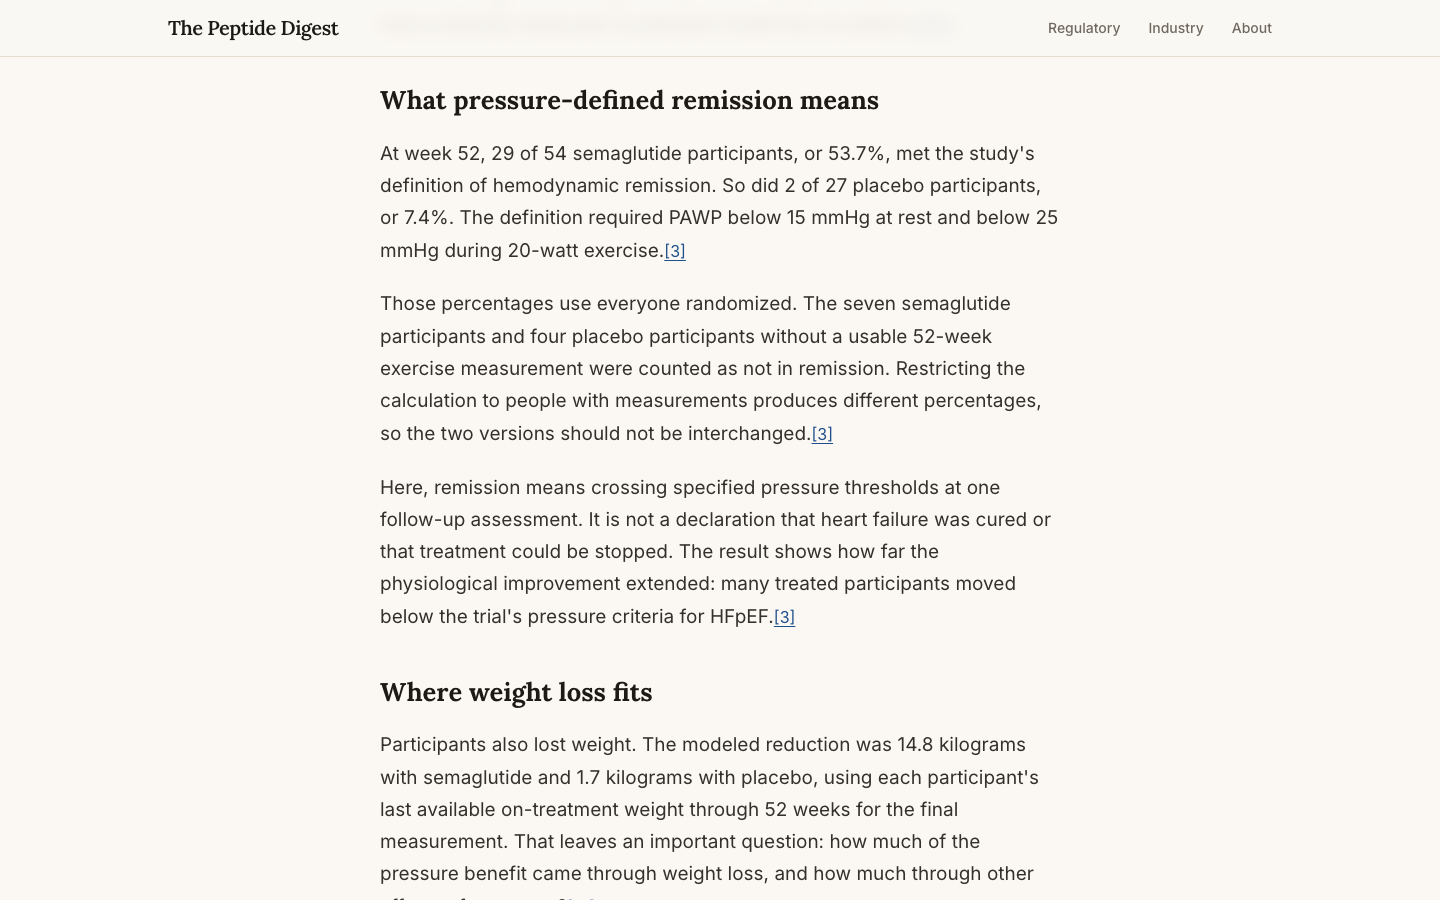 The Peptide Digest
Regulatory
Industry
About
What pressure-defined remission means
At week 52, 29 of 54 semaglutide participants, or 53.7%, met the study's
definition of hemodynamic remission. So did 2 of 27 placebo participants,
or 7.4%. The definition required PAWP below 15 mmHg at rest and below 25
mmHg during 20-watt exercise.[3]
Those percentages use everyone randomized. The seven semaglutide
participants and four placebo participants without a usable 52-week
exercise measurement were counted as not in remission. Restricting the
calculation to people with measurements produces different percentages,
so the two versions should not be interchanged.[3]
Here, remission means crossing specified pressure thresholds at one
follow-up assessment. It is not a declaration that heart failure was cured or
that treatment could be stopped. The result shows how far the
physiological improvement extended: many treated participants moved
below the trial's pressure criteria for HFpEF.[3]
Where weight loss fits
Participants also lost weight. The modeled reduction was 14.8 kilograms
with semaglutide and 1.7 kilograms with placebo, using each participant's
last available on-treatment weight through 52 weeks for the final
measurement. That leaves an important question: how much of the
pressure benefit came through weight loss, and how much through other